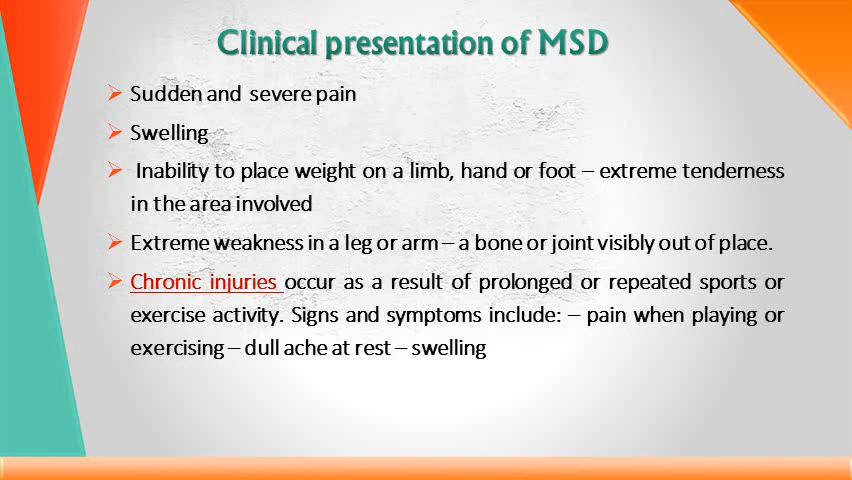 Clinical presentation of MSD
➢ Sudden and severe pain
➢ Swelling
➢ Inability to place weight on a limb, hand or foot – extreme tenderness
in the area involved
➢ Extreme weakness in a leg or arm – a bone or joint visibly out of place.
➢ Chronic injuries occur as a result of prolonged or repeated sports or
exercise activity. Signs and symptoms include: – pain when playing or
exercising – dull ache at rest – swelling